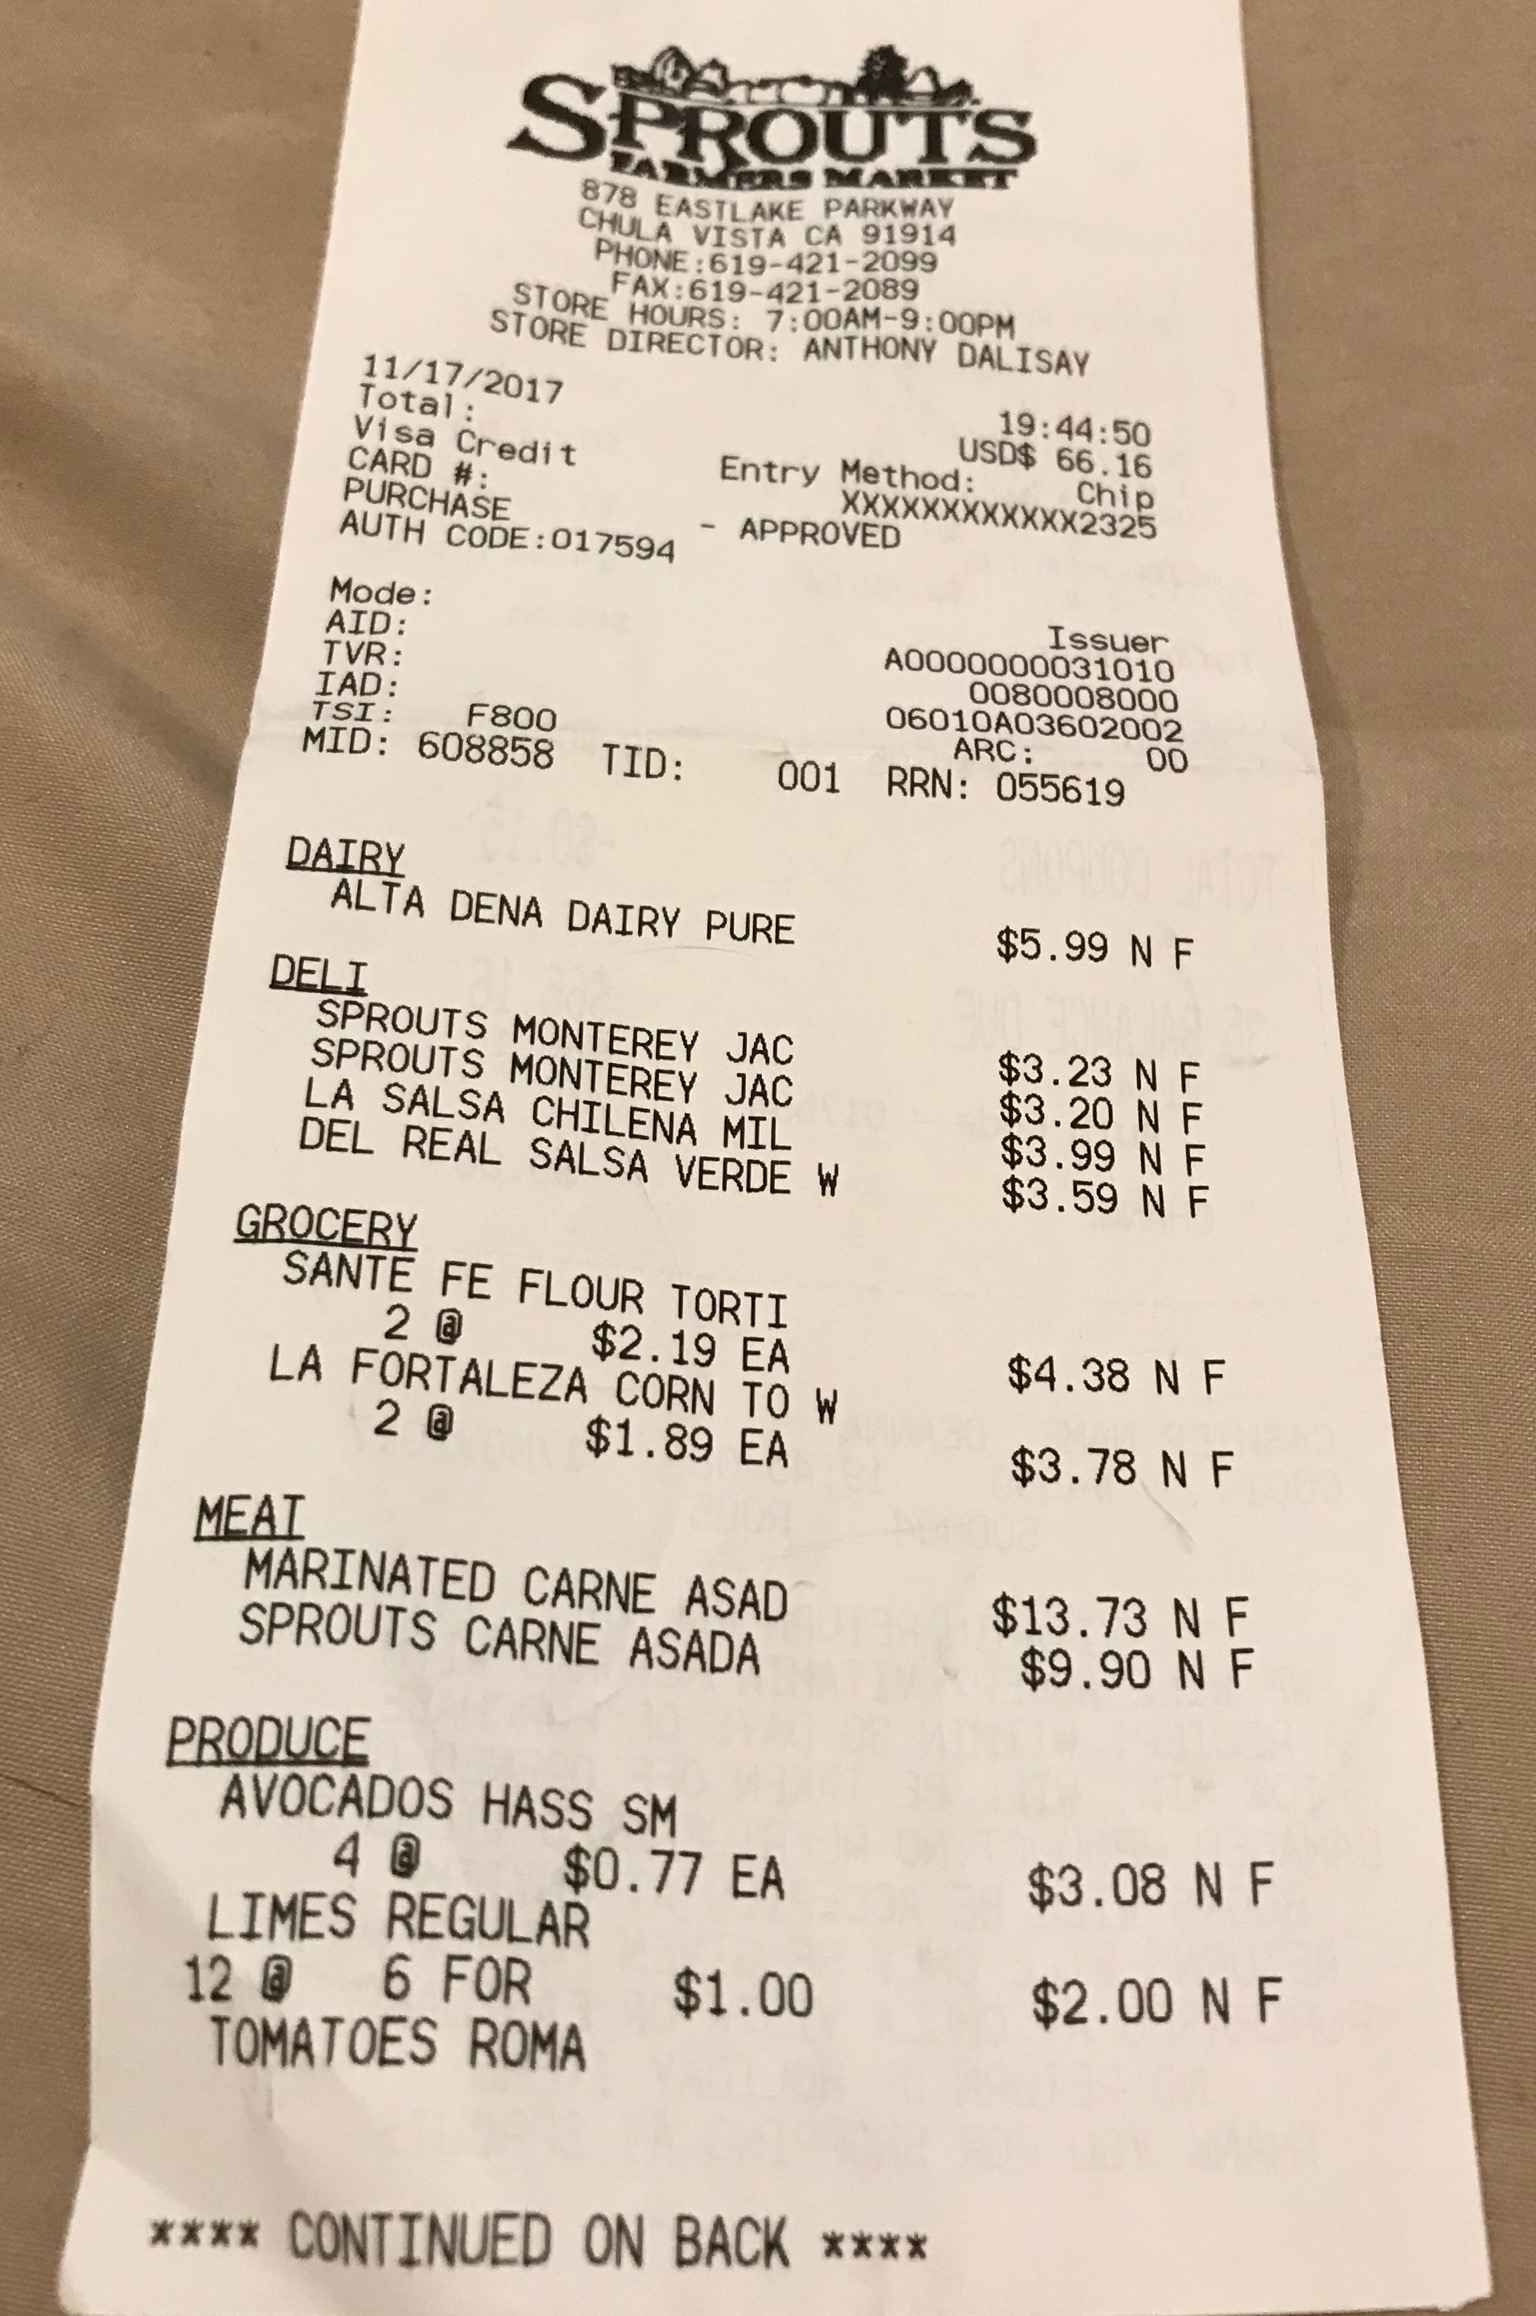 SPROUTS
FARMERS MARKET
878 EASTLAKE PARKWAY
CHULA VISTA CA 91914
PHONE:619-421-2099
FAX:619-421-2089
STORE HOURS: 7:00AM-9:00PM
STORE DIRECTOR: ANTHONY DALISAY
11/17/2017 19:44:50
Total: USD$ 66.16
Visa Credit Entry Method: Chip
CARD #: XXXXXXXXXXXX2325
PURCHASE - APPROVED
AUTH CODE:017594
Mode: Issuer
AID: A0000000031010
TVR: 0080008000
IAD: 06010A03602002
TSI: F800 ARC: 00
MID: 608858 TID: 001 RRN: 055619
DAIRY
ALTA DENA DAIRY PURE $5.99 N F
DELI
SPROUTS MONTEREY JAC $3.23 N F
SPROUTS MONTEREY JAC $3.20 N F
LA SALSA CHILENA MIL $3.99 N F
DEL REAL SALSA VERDE W $3.59 N F
GROCERY
SANTE FE FLOUR TORTI
2 @ $2.19 EA $4.38 N F
LA FORTALEZA CORN TO W
2 @ $1.89 EA $3.78 N F
MEAT
MARINATED CARNE ASAD $13.73 N F
SPROUTS CARNE ASADA $9.90 N F
PRODUCE
AVOCADOS HASS SM
4 @ $0.77 EA $3.08 N F
LIMES REGULAR
12 @ 6 FOR $1.00 $2.00 N F
TOMATOES ROMA
**** CONTINUED ON BACK ****